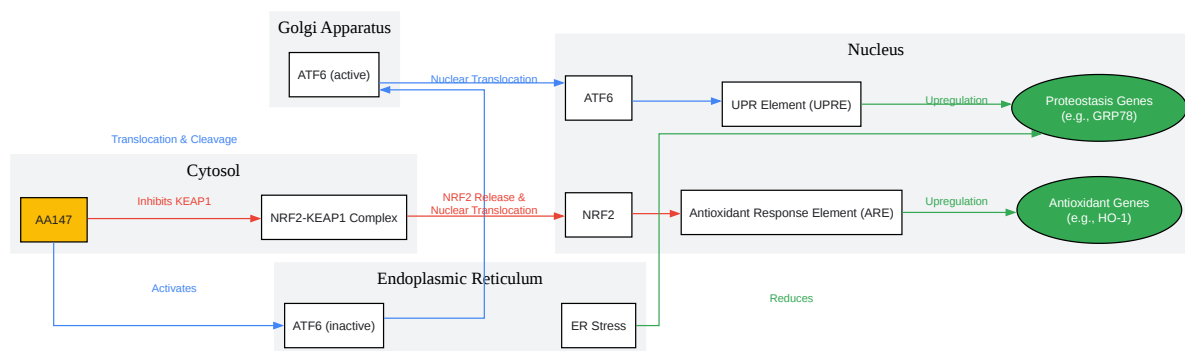 Golgi Apparatus
ATF6 (active)
Nuclear Translocation
Nucleus
ATF6
UPR Element (UPRE)
Upregulation
Proteostasis Genes
(e.g., GRP78)
Translocation & Cleavage
Cytosol
AA147
Inhibits KEAP1
NRF2-KEAP1 Complex
NRF2 Release &
Nuclear Translocation
NRF2
Antioxidant Response Element (ARE)
Upregulation
Antioxidant Genes
(e.g., HO-1)
Endoplasmic Reticulum
Activates
ATF6 (inactive)
ER Stress
Reduces